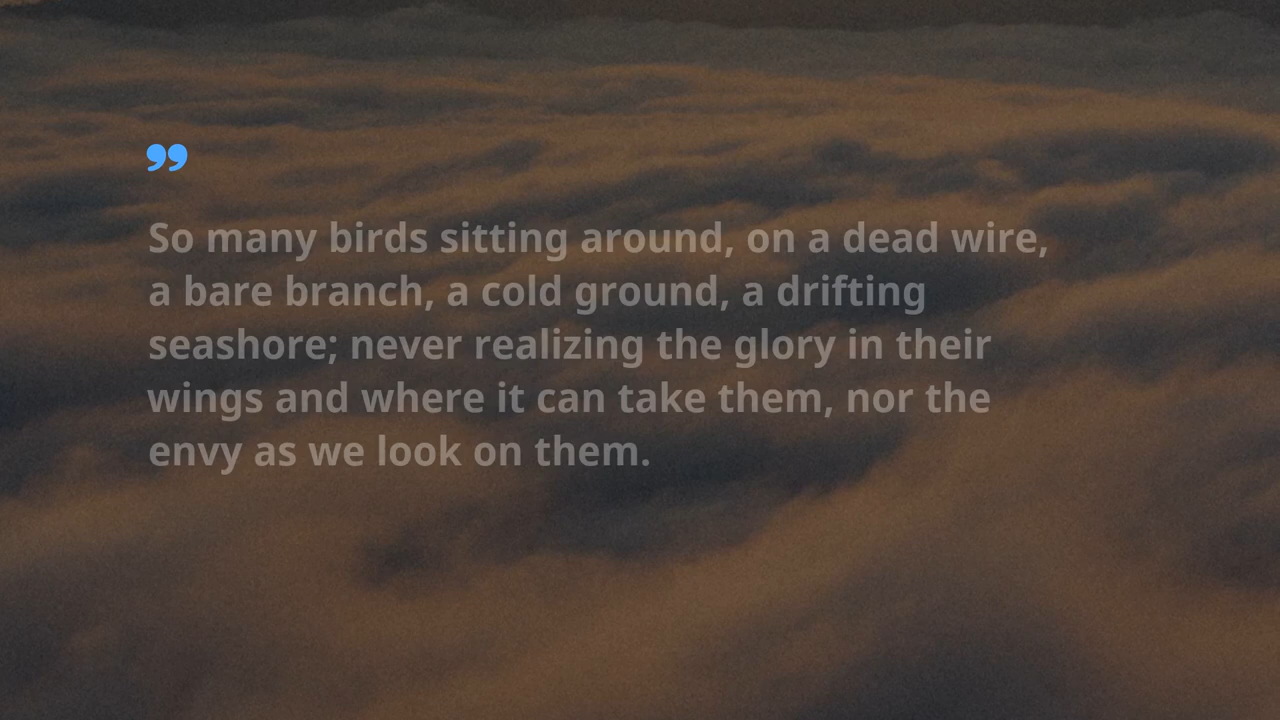 ”
So many birds sitting around, on a dead wire,
a bare branch, a cold ground, a drifting
seashore; never realizing the glory in their
wings and where it can take them, nor the
envy as we look on them.